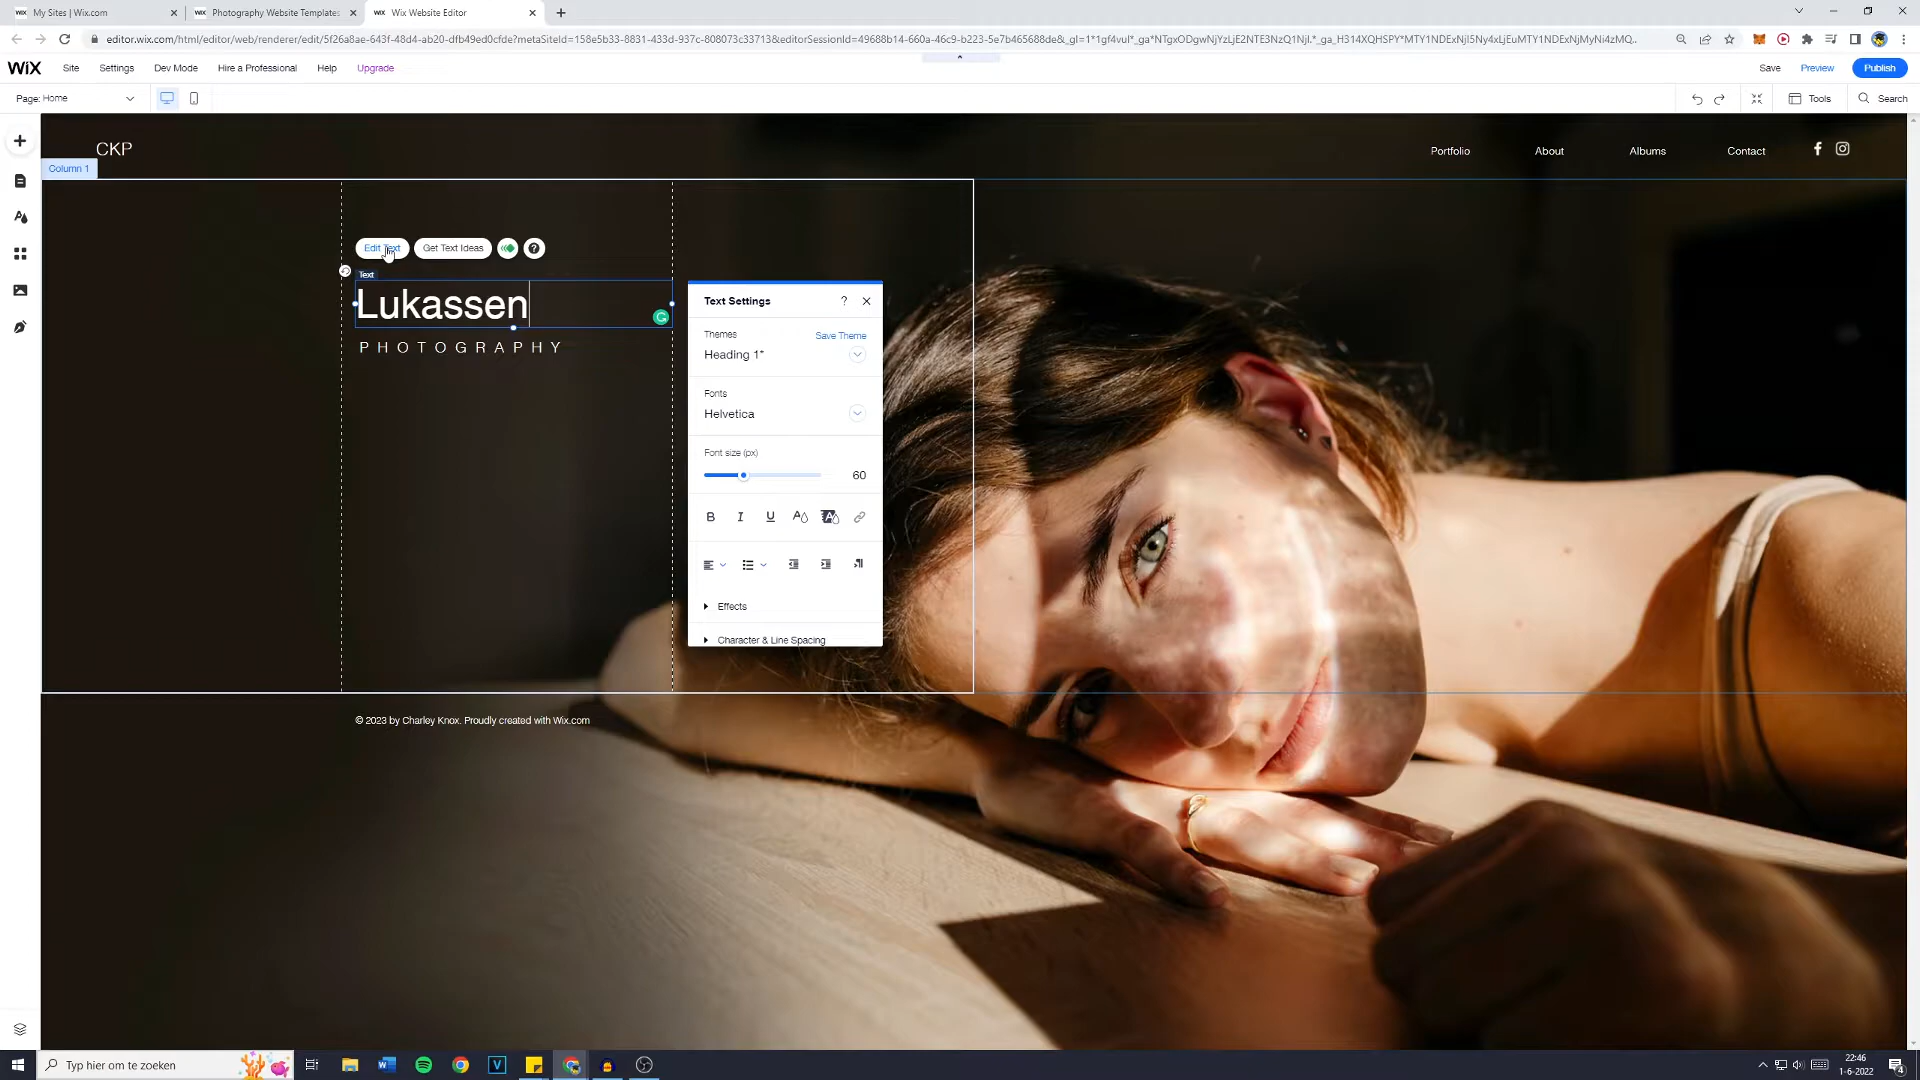 My Sites | Wix.com
Photography Website Templates
Wix Website Editor
WiX
Site
Settings
Dev Mode
Hire a Professional
Help
Upgrade
Save
Preview
Publish
Page: Home
Tools
Search
CKP
Portfolio
About
Albums
Contact
Column 1
Edit Text
Get Text Ideas
?
Text
Lukassen
PHOTOGRAPHY
Text Settings
?
Themes
Save Theme
Heading 1*
Fonts
Helvetica
Font size (px)
60
B I U
Effects
Character & Line Spacing
© 2023 by Charley Knox. Proudly created with Wix.com
Typ hier om te zoeken
22:46
1-6-2022